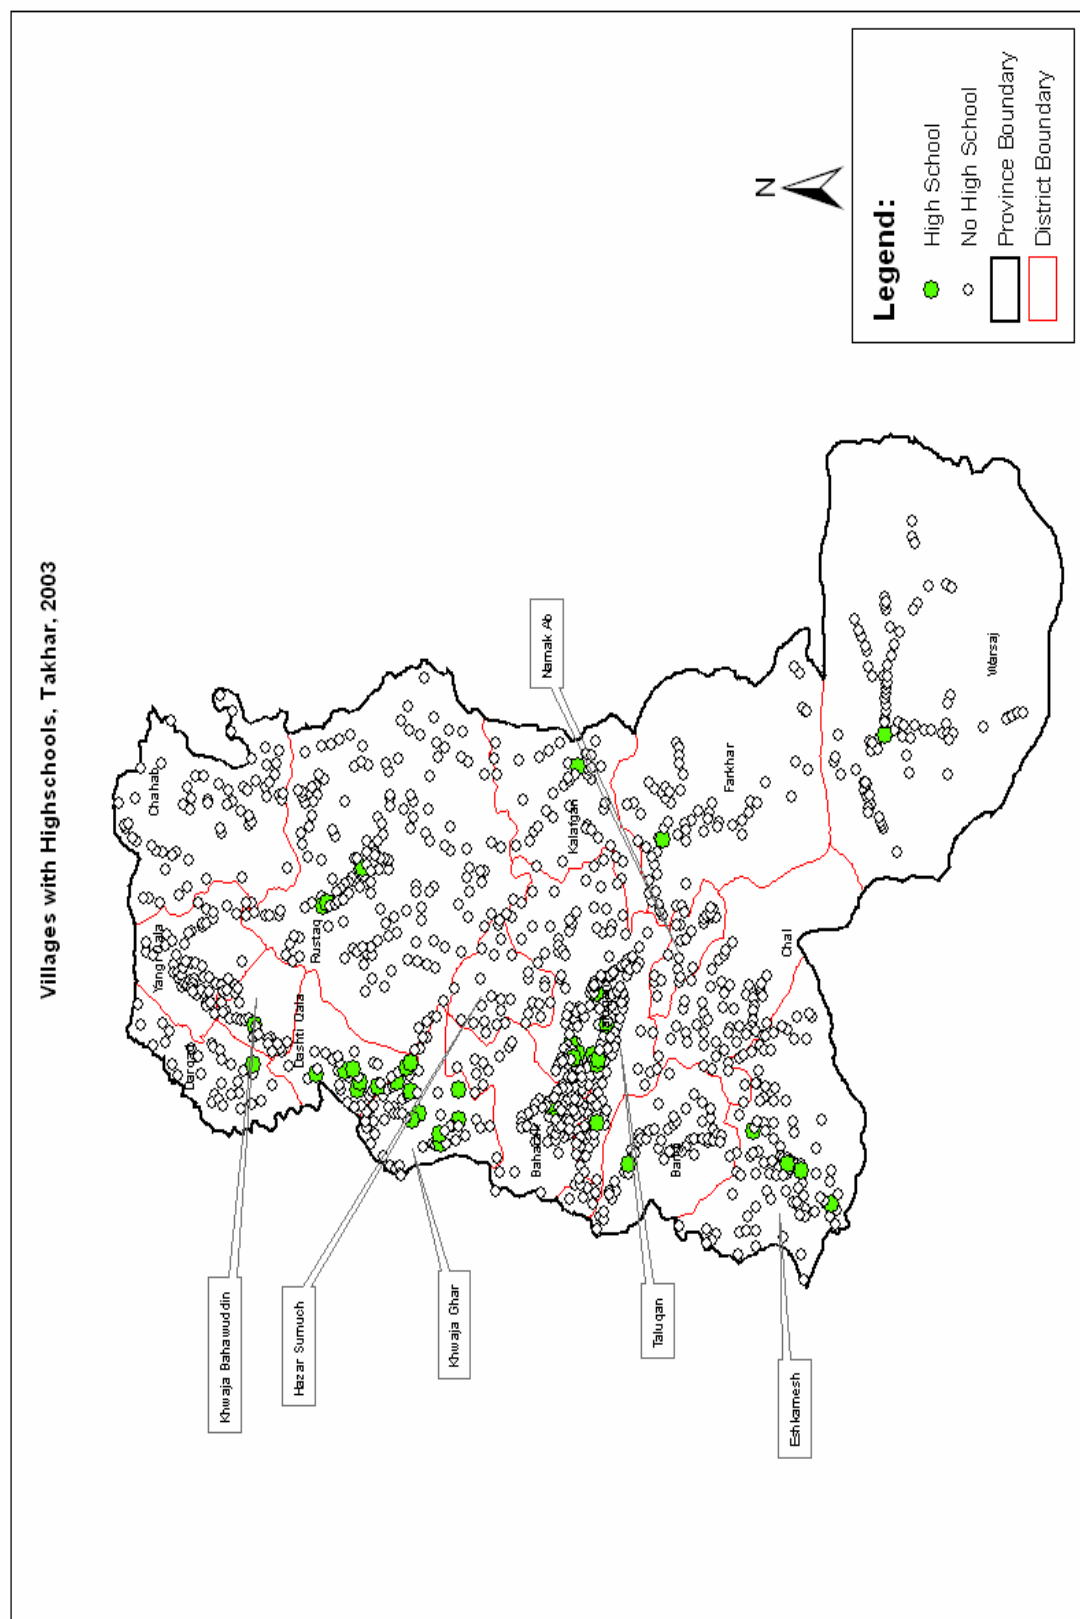 Villages with Highschools, Takhar, 2003
N
Legend:
High School
No High School
Province Boundary
District Boundary
Chahab
Yangi Qala
Darqad
Khwaja Bahawuddin
Dashti Qala
Rustaq
Hazar Sumuch
Khwaja Ghar
Namak Ab
Kalafgan
Baharak
Taluqan
Bangi
Farkhar
Chal
Eshkamesh
Warsaj